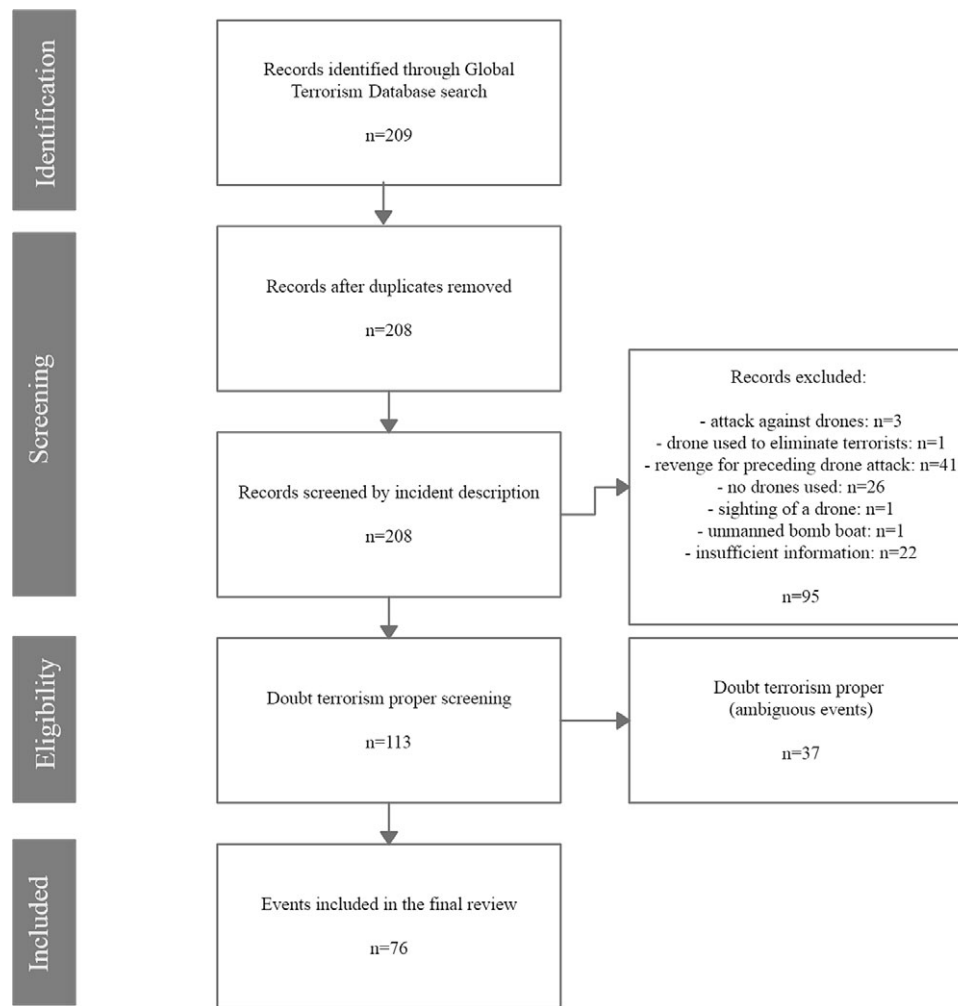 Identification
Records identified through Global
Terrorism Database search
n=209
Screening
Records after duplicates removed
n=208
Records screened by incident description
n=208
Records excluded:
- attack against drones: n=3
- drone used to eliminate terrorists: n=1
- revenge for preceding drone attack: n=41
- no drones used: n=26
- sighting of a drone: n=1
- unmanned bomb boat: n=1
- insufficient information: n=22
n=95
Eligibility
Doubt terrorism proper screening
n=113
Doubt terrorism proper
(ambiguous events)
n=37
Included
Events included in the final review
n=76